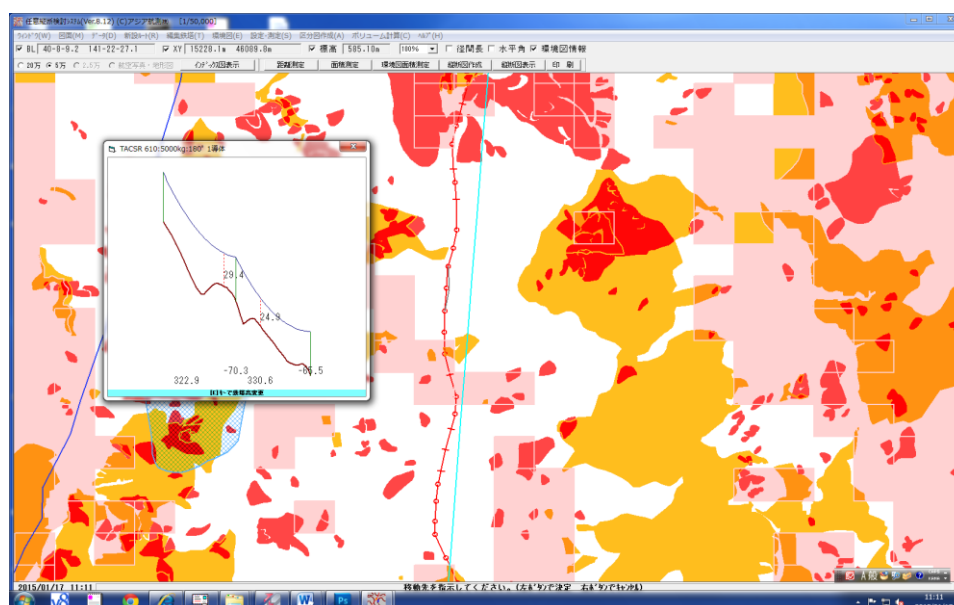 任意縦断検討システム(Ver.8.12) (C)アジア航測㈱ [1/50,000]
ウィンドウ(W) 図面(M) データ(D) 新設ルート(R) 編集鉄塔(T) 環境図(E) 設定・測定(S) 区分図作成(A) ボリューム計算(C) ヘルプ(H)
BL 40-8-9.2 141-22-27.1 XY 15228.1m 46089.8m 標高 595.10m 100% 径間長 水平角 環境図情報
20万 5万 2.5万 航空写真・地形図 インデックス図表示 距離測定 面積測定 環境図面積測定 縦断図作成 縦断図表示 印 刷
TACSR 610:5000kg:180° 1導体
29.4
24.9
-70.3 -65.5
322.9 330.6
2015/01/17 11:11 移動先を指示してください。(左ボタンで決定 右ボタンでキャンセル)
A 般
11:11